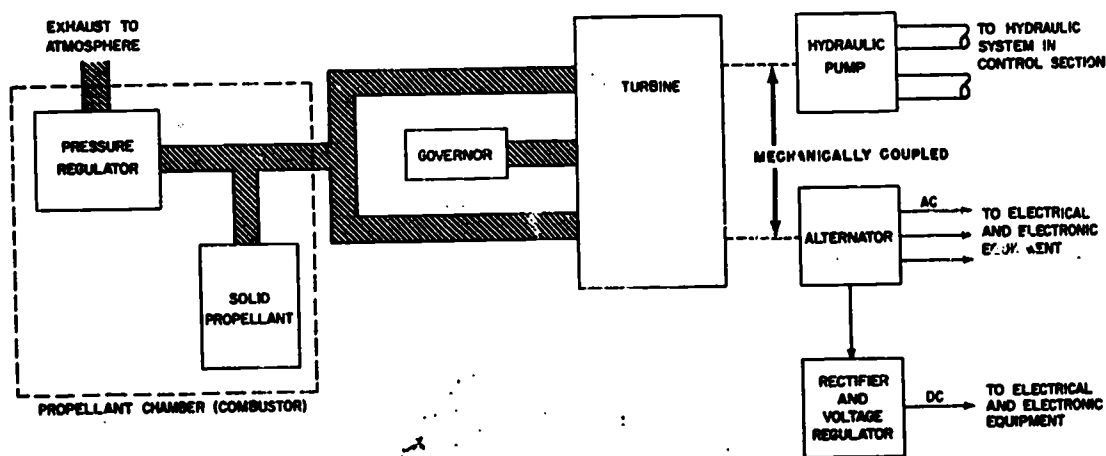 EXHAUST TO
ATMOSPHERE
PRESSURE
REGULATOR
SOLID
PROPELLANT
PROPELLANT CHAMBER (COMBUSTOR)
GOVERNOR
TURBINE
HYDRAULIC
PUMP
TO HYDRAULIC
SYSTEM IN
CONTROL SECTION
MECHANICALLY COUPLED
ALTERNATOR
AC
TO ELECTRICAL
AND ELECTRONIC
RECTIFIER
AND
VOLTAGE
REGULATOR
DC
TO ELECTRICAL
AND ELECTRONIC
EQUIPMENT